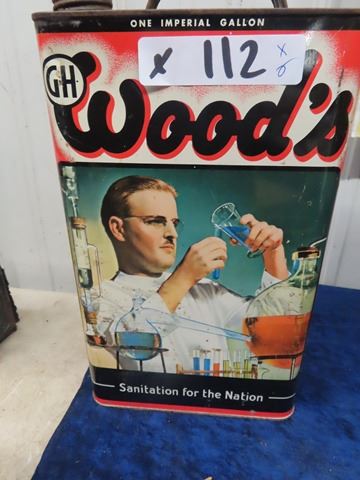 ONE IMPERIAL GALLON
x 112 x
GH
Wood's
Sanitation for the Nation